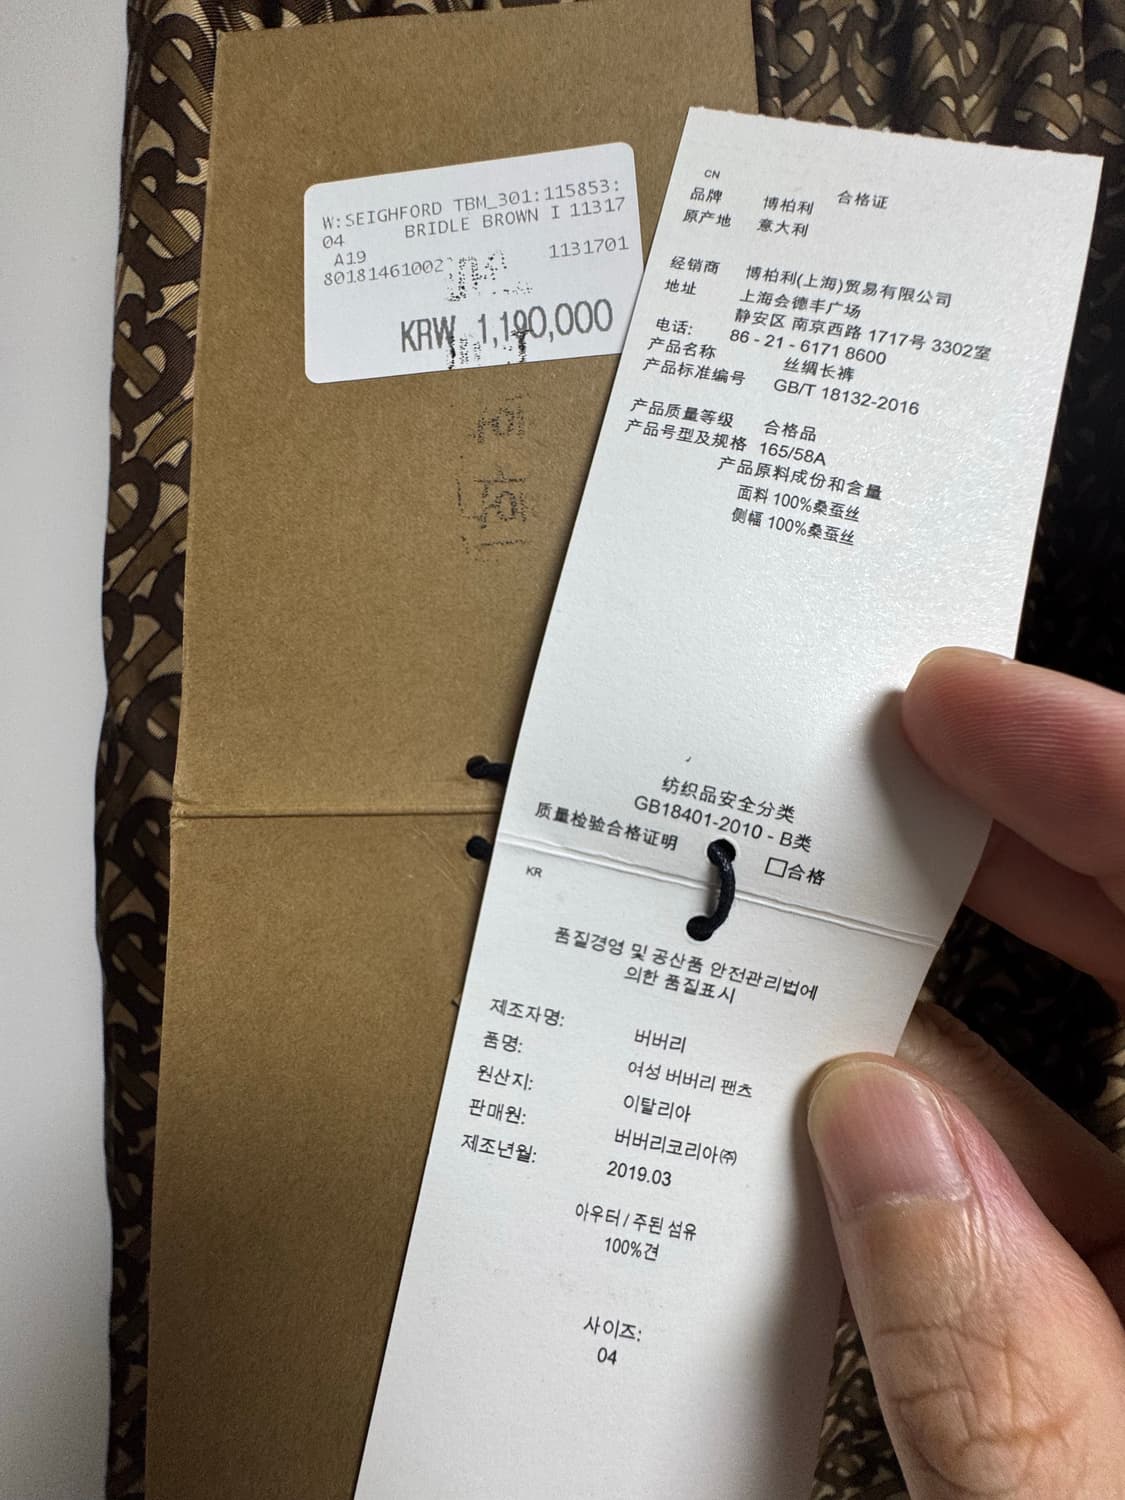 W:SEIGHFORD TBM_301:115853:
04 BRIDLE BROWN I 11317
A19
80181461002 1131701
KRW 1,190,000
CN
合格证
品牌 博柏利
原产地 意大利
经销商 博柏利(上海)贸易有限公司
地址 上海会德丰广场
静安区 南京西路 1717号 3302室
电话: 86 - 21 - 6171 8600
产品名称 丝绸长裤
产品标准编号 GB/T 18132-2016
产品质量等级 合格品
产品号型及规格 165/58A
产品原料成份和含量
面料 100%桑蚕丝
侧幅 100%桑蚕丝
纺织品安全分类
GB18401-2010 - B类
质量检验合格证明 □合格
KR
품질경영 및 공산품 안전관리법에
의한 품질표시
제조자명: 버버리
품명: 여성 버버리 팬츠
원산지: 이탈리아
판매원: 버버리코리아㈜
제조년월: 2019.03
아우터 / 주된 섬유
100%견
사이즈:
04